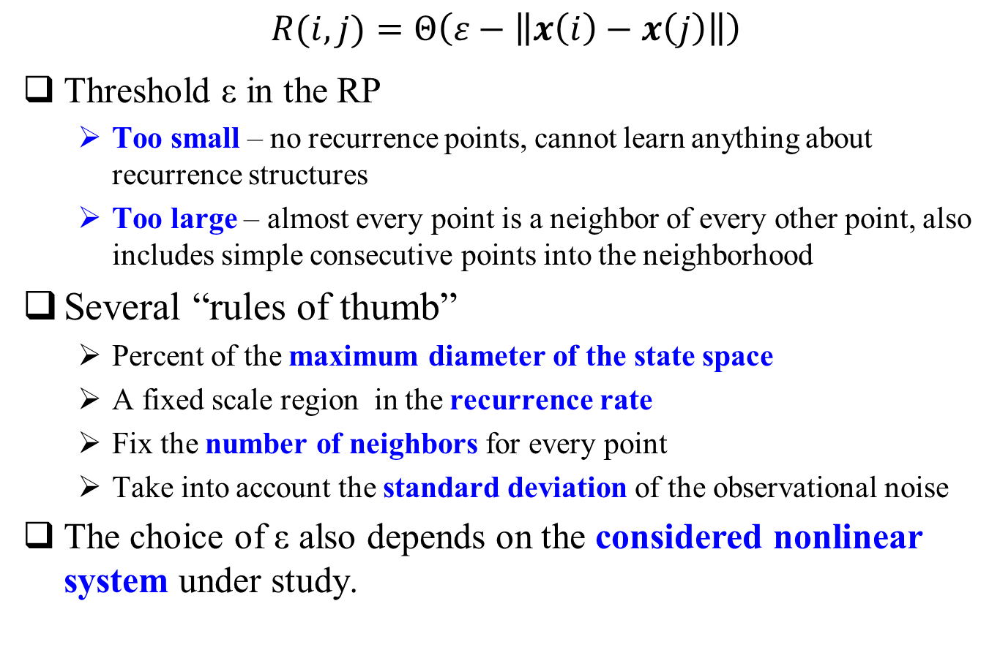 R(i,j) = Θ(ε − ‖x(i) − x(j)‖)
❑ Threshold ε in the RP
➢ Too small – no recurrence points, cannot learn anything about
recurrence structures
➢ Too large – almost every point is a neighbor of every other point, also
includes simple consecutive points into the neighborhood
❑ Several “rules of thumb”
➢ Percent of the maximum diameter of the state space
➢ A fixed scale region in the recurrence rate
➢ Fix the number of neighbors for every point
➢ Take into account the standard deviation of the observational noise
❑ The choice of ε also depends on the considered nonlinear
system under study.